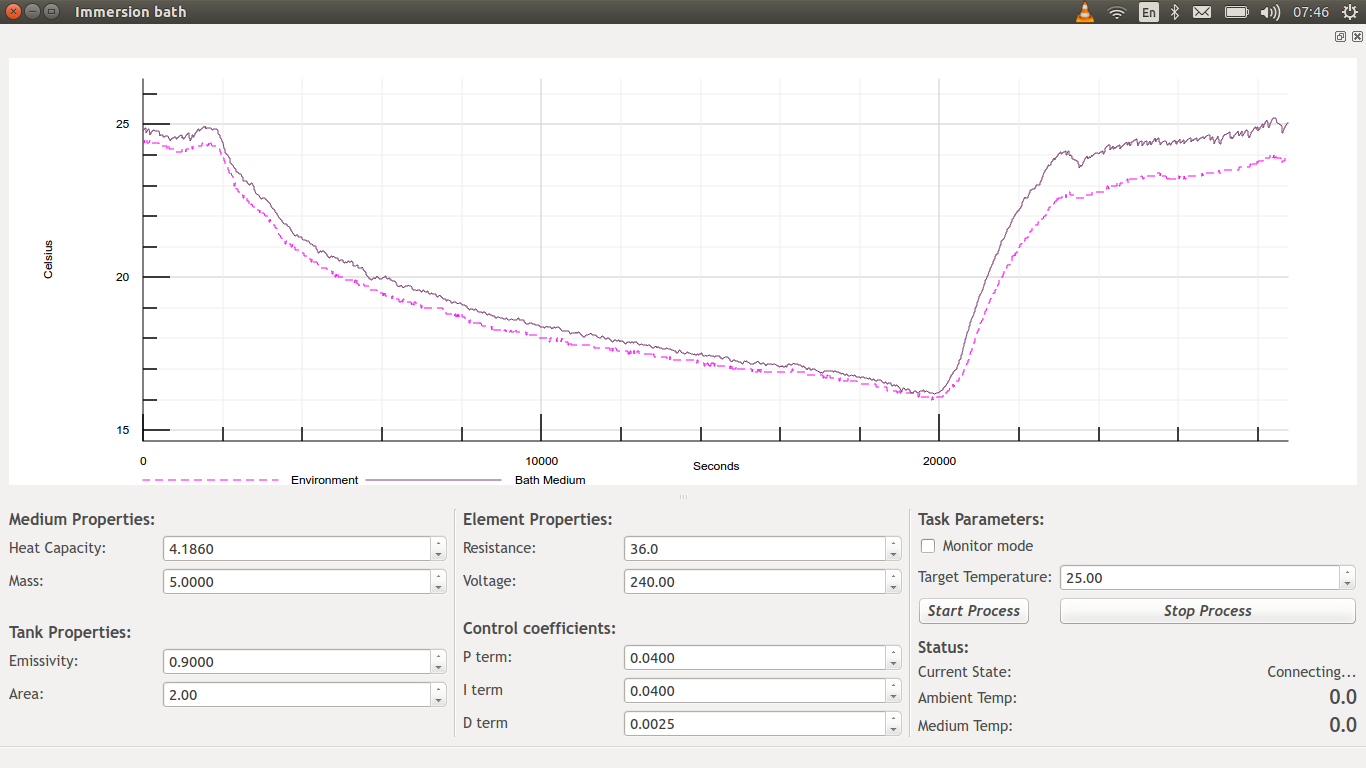 Immersion bath
En
07:46
25
20
15
Celsius
0
10000
20000
Seconds
Environment
Bath Medium
Medium Properties:
Heat Capacity: 4.1860
Mass: 5.0000
Tank Properties:
Emissivity: 0.9000
Area: 2.00
Element Properties:
Resistance: 36.0
Voltage: 240.00
Control coefficients:
P term: 0.0400
I term 0.0400
D term 0.0025
Task Parameters:
Monitor mode
Target Temperature: 25.00
Start Process
Stop Process
Status:
Current State: Connecting...
Ambient Temp: 0.0
Medium Temp: 0.0